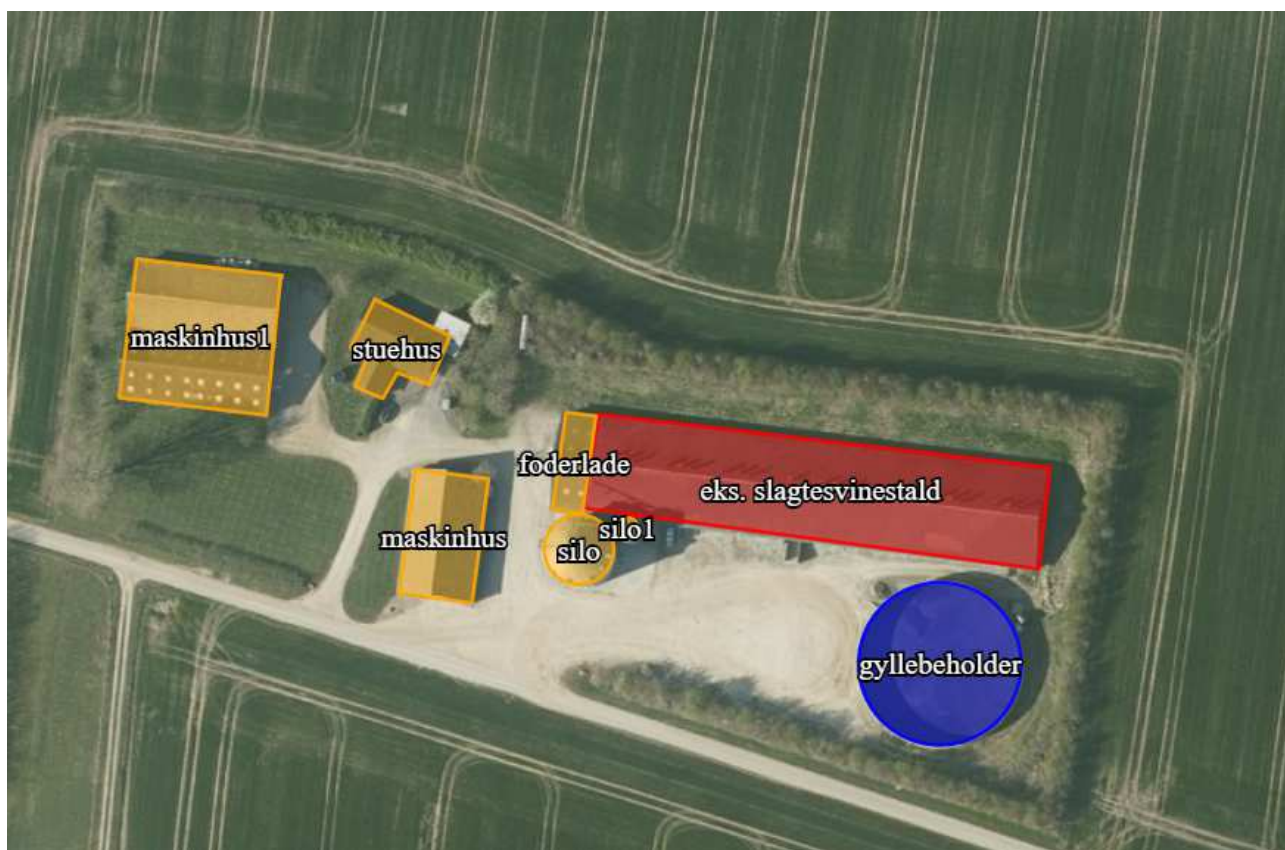 maskinhus1
stuehus
foderlade
eks. slagtesvinestald
maskinhus
silo1
silo
gyllebeholder